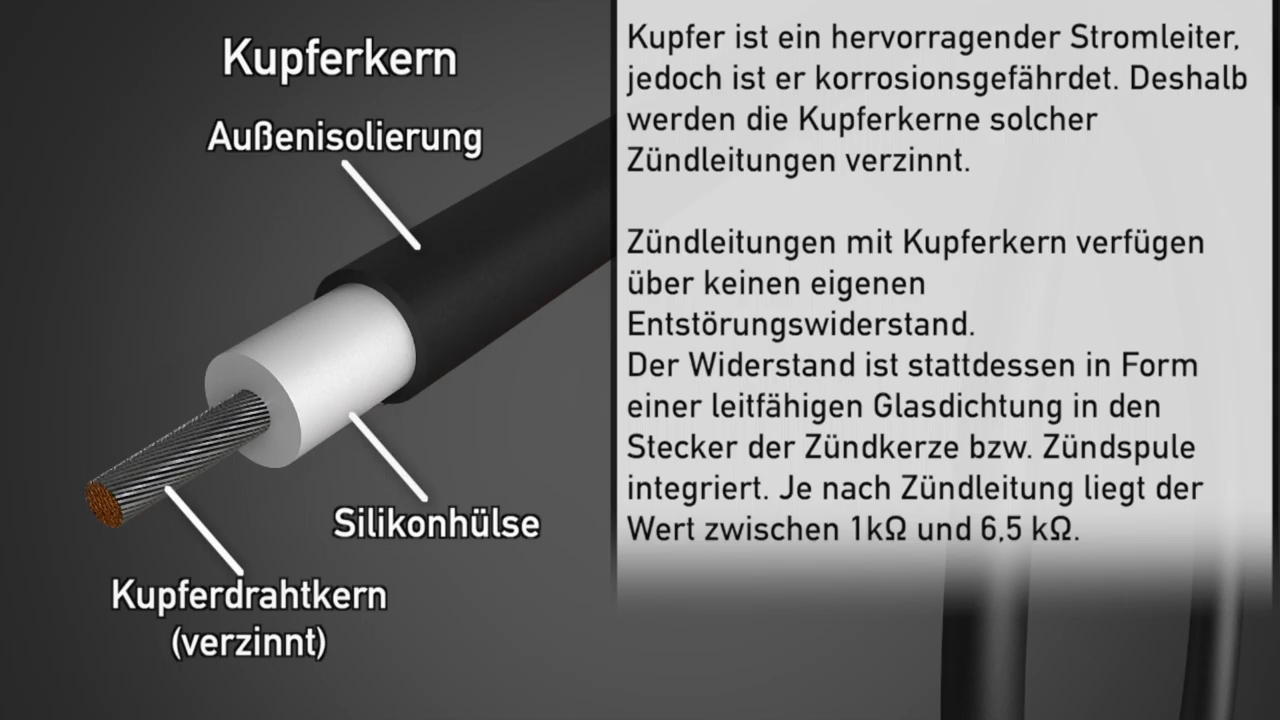 Kupferkern
Außenisolierung
Silikonhülse
Kupferdrahtkern
(verzinnt)
Kupfer ist ein hervorragender Stromleiter,
jedoch ist er korrosionsgefährdet. Deshalb
werden die Kupferkerne solcher
Zündleitungen verzinnt.
Zündleitungen mit Kupferkern verfügen
über keinen eigenen
Entstörungswiderstand.
Der Widerstand ist stattdessen in Form
einer leitfähigen Glasdichtung in den
Stecker der Zündkerze bzw. Zündspule
integriert. Je nach Zündleitung liegt der
Wert zwischen 1kΩ und 6,5 kΩ.